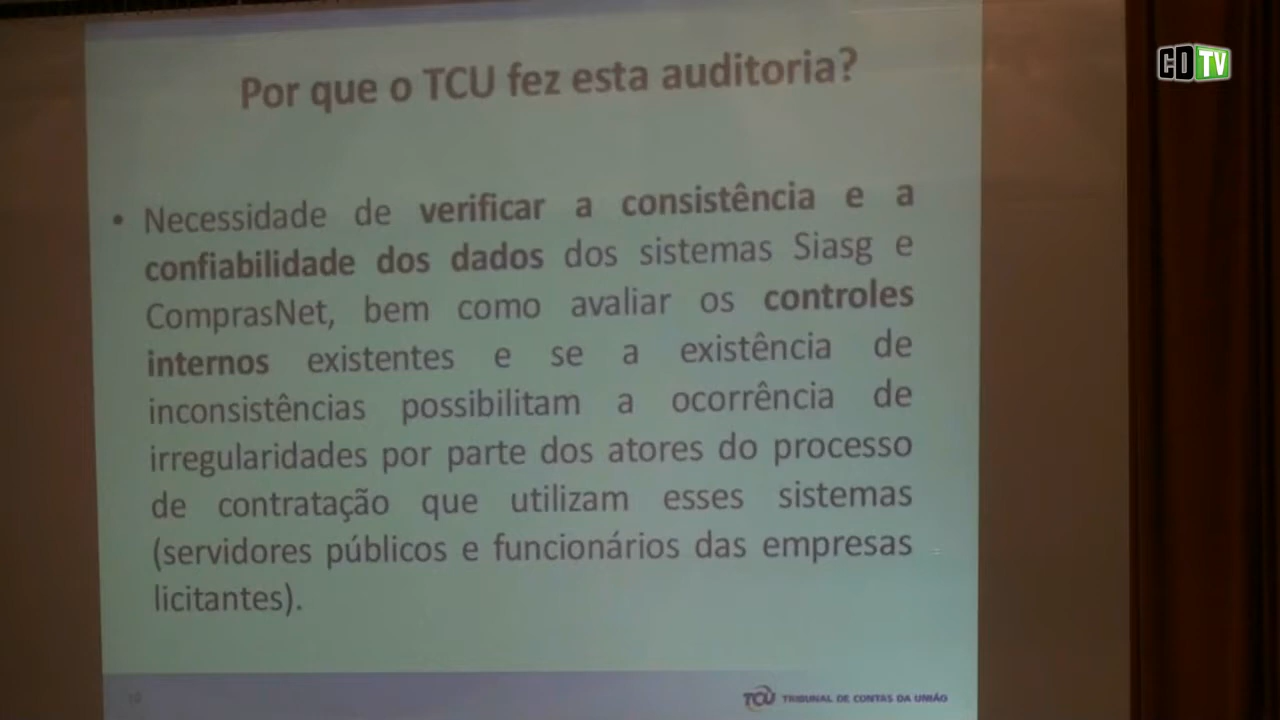 CDTV
Por que o TCU fez esta auditoria?
• Necessidade de verificar a consistência e a
confiabilidade dos dados dos sistemas Siasg e
ComprasNet, bem como avaliar os controles
internos existentes e se a existência de
inconsistências possibilitam a ocorrência de
irregularidades por parte dos atores do processo
de contratação que utilizam esses sistemas
(servidores públicos e funcionários das empresas
licitantes).
TCU TRIBUNAL DE CONTAS DA UNIÃO